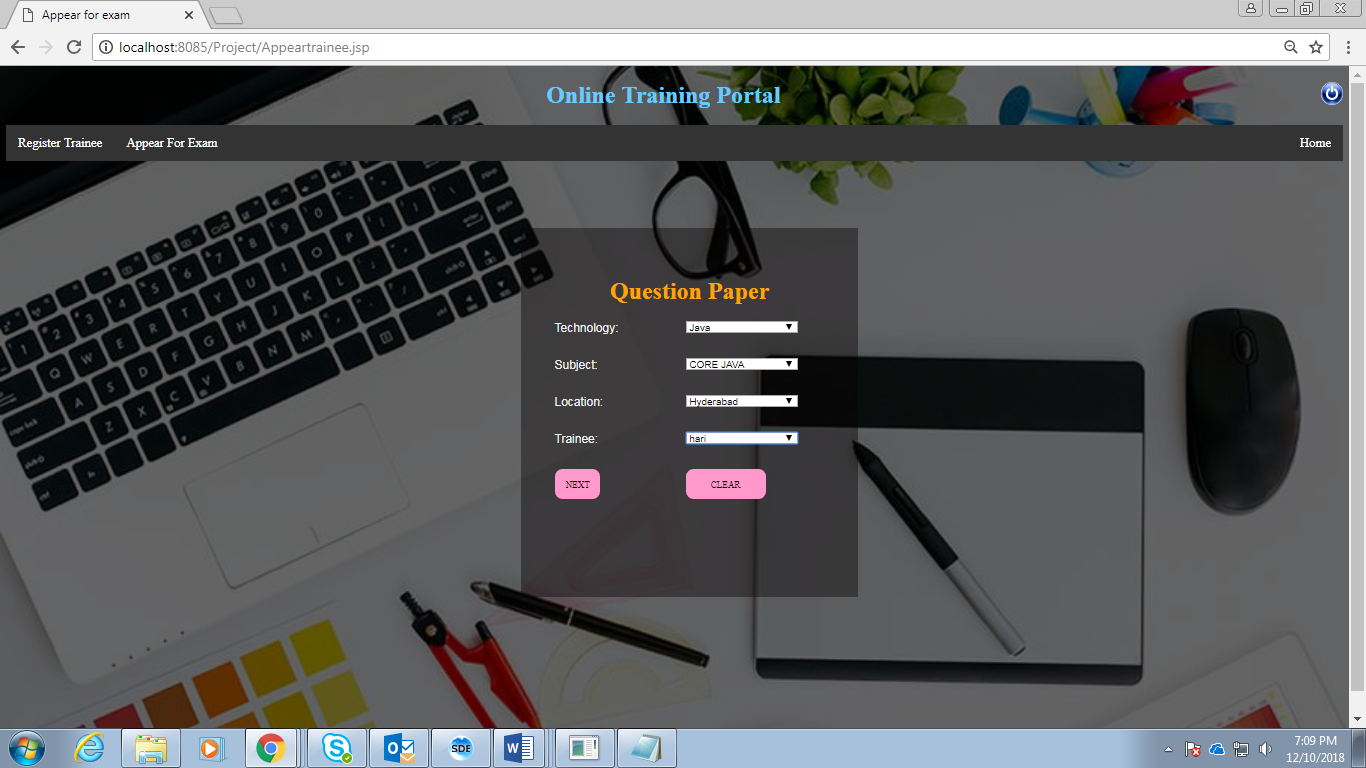 Appear for exam
localhost:8085/Project/Appeartrainee.jsp
Online Training Portal
Register Trainee Appear For Exam Home
Question Paper
Technology: Java
Subject: CORE JAVA
Location: Hyderabad
Trainee: hari
NEXT CLEAR
SDE
7:09 PM
12/10/2018